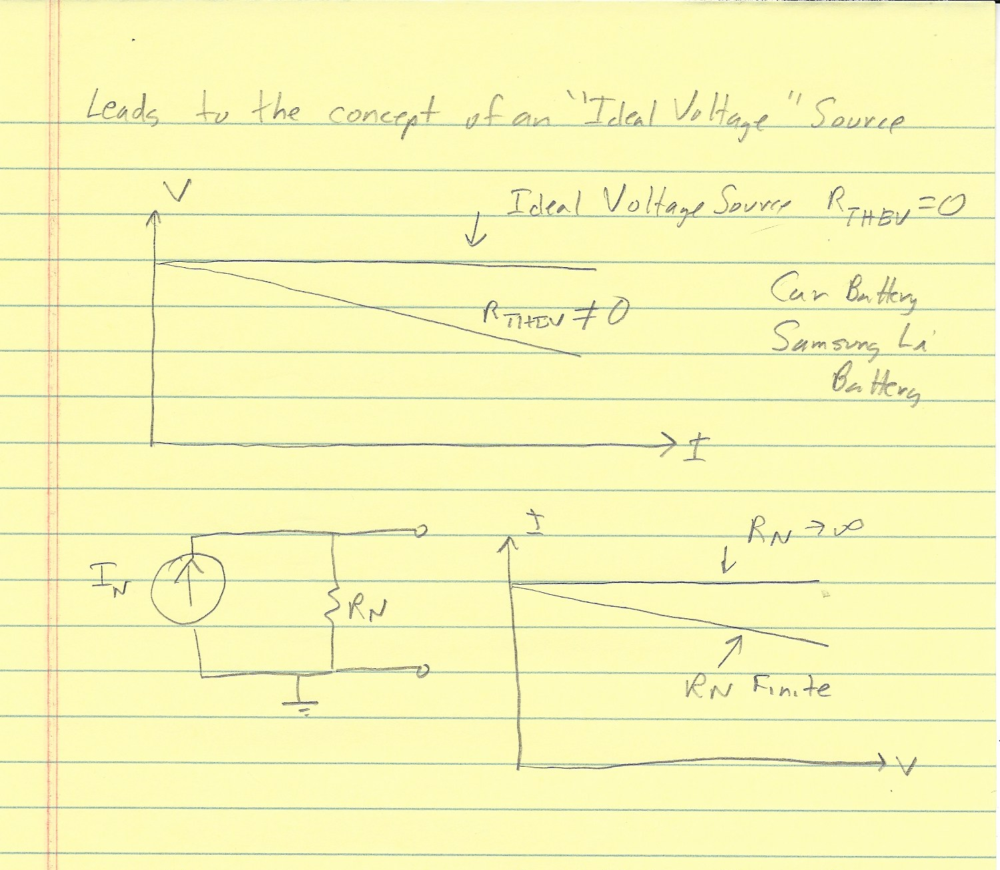 Leads to the concept of an "Ideal Voltage" Source
V
Ideal Voltage Source R_THEV = 0
Car Battery
R_THEV ≠ 0
Samsung Li
Battery
I
I
R_N → ∞
I_N
R_N
R_N Finite
V